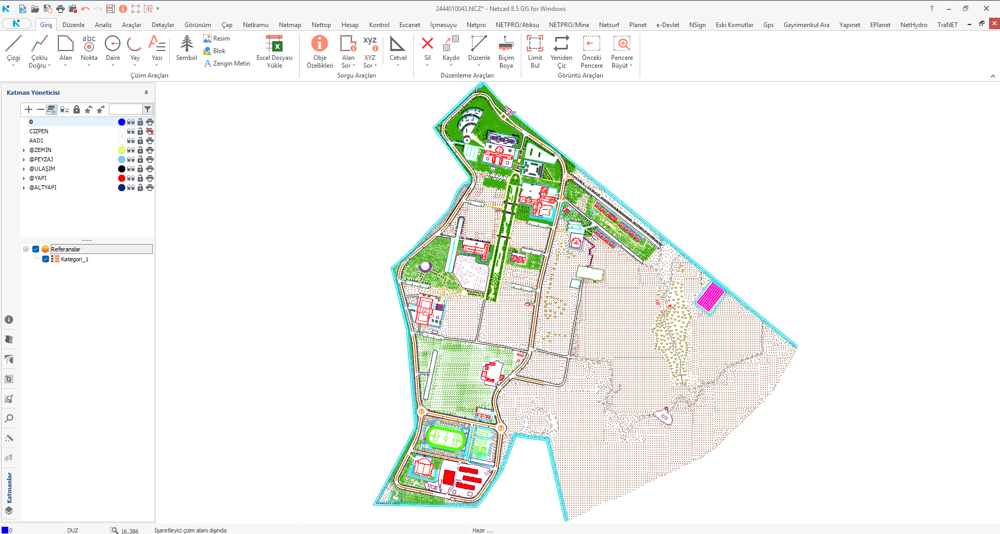 2444010043.NCZ* - Netcad 8.5 GIS for Windows
Giriş Düzenle Analiz Araçlar Detaylar Görünüm Çap Netkamu Netmap Nettop Hesap Kontrol Excanet İçmesuyu Netpro NETPRO/Atıksu NETPRO/Mine Netsurf Planet e-Devlet NSign Eski Komutlar Gps Gayrimenkul Ara Yapınet EPlanet NetHydro TraNET
Çizgi
Çoklu
Doğru
Alan
abc
Nokta
Daire
Yay
Yazı
Sembol
Resim
Blok
Zengin Metin
Excel Dosyası
Yükle
Çizim Araçları
Obje
Özellikleri
Alan
Sor
xyz
XYZ
Sor
Cetvel
Sorgu Araçları
Sil
Kaydır
Düzenle
Biçim
Boya
Düzenleme Araçları
Limit
Bul
Yeniden
Çiz
Önceki
Pencere
Pencere
Büyüt
Görüntü Araçları
Katman Yöneticisi
0
CIZPEN
AADI
@ZEMİN
@PEYZAJ
@ULAŞIM
@YAPI
@ALTYAPI
Referanslar
Kategori_1
aA
Katmanlar
0 DUZ 16,386 İşaretleyici çizim alanı dışında Hazır ...